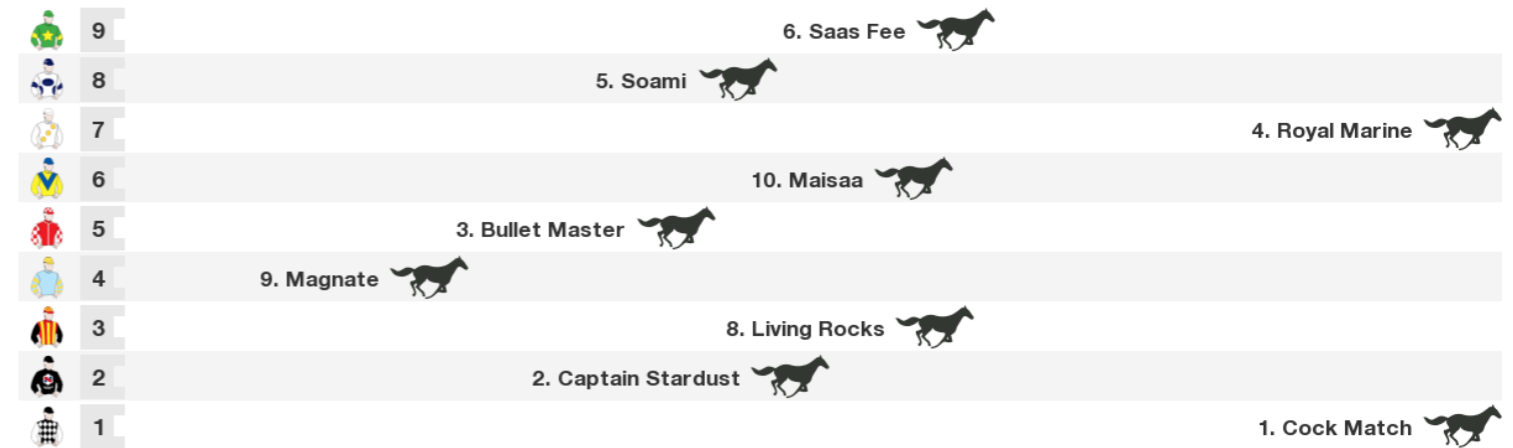 9 6. Saas Fee
8 5. Soami
7 4. Royal Marine
6 10. Maisaa
5 3. Bullet Master
4 9. Magnate
3 8. Living Rocks
2 2. Captain Stardust
1 1. Cock Match